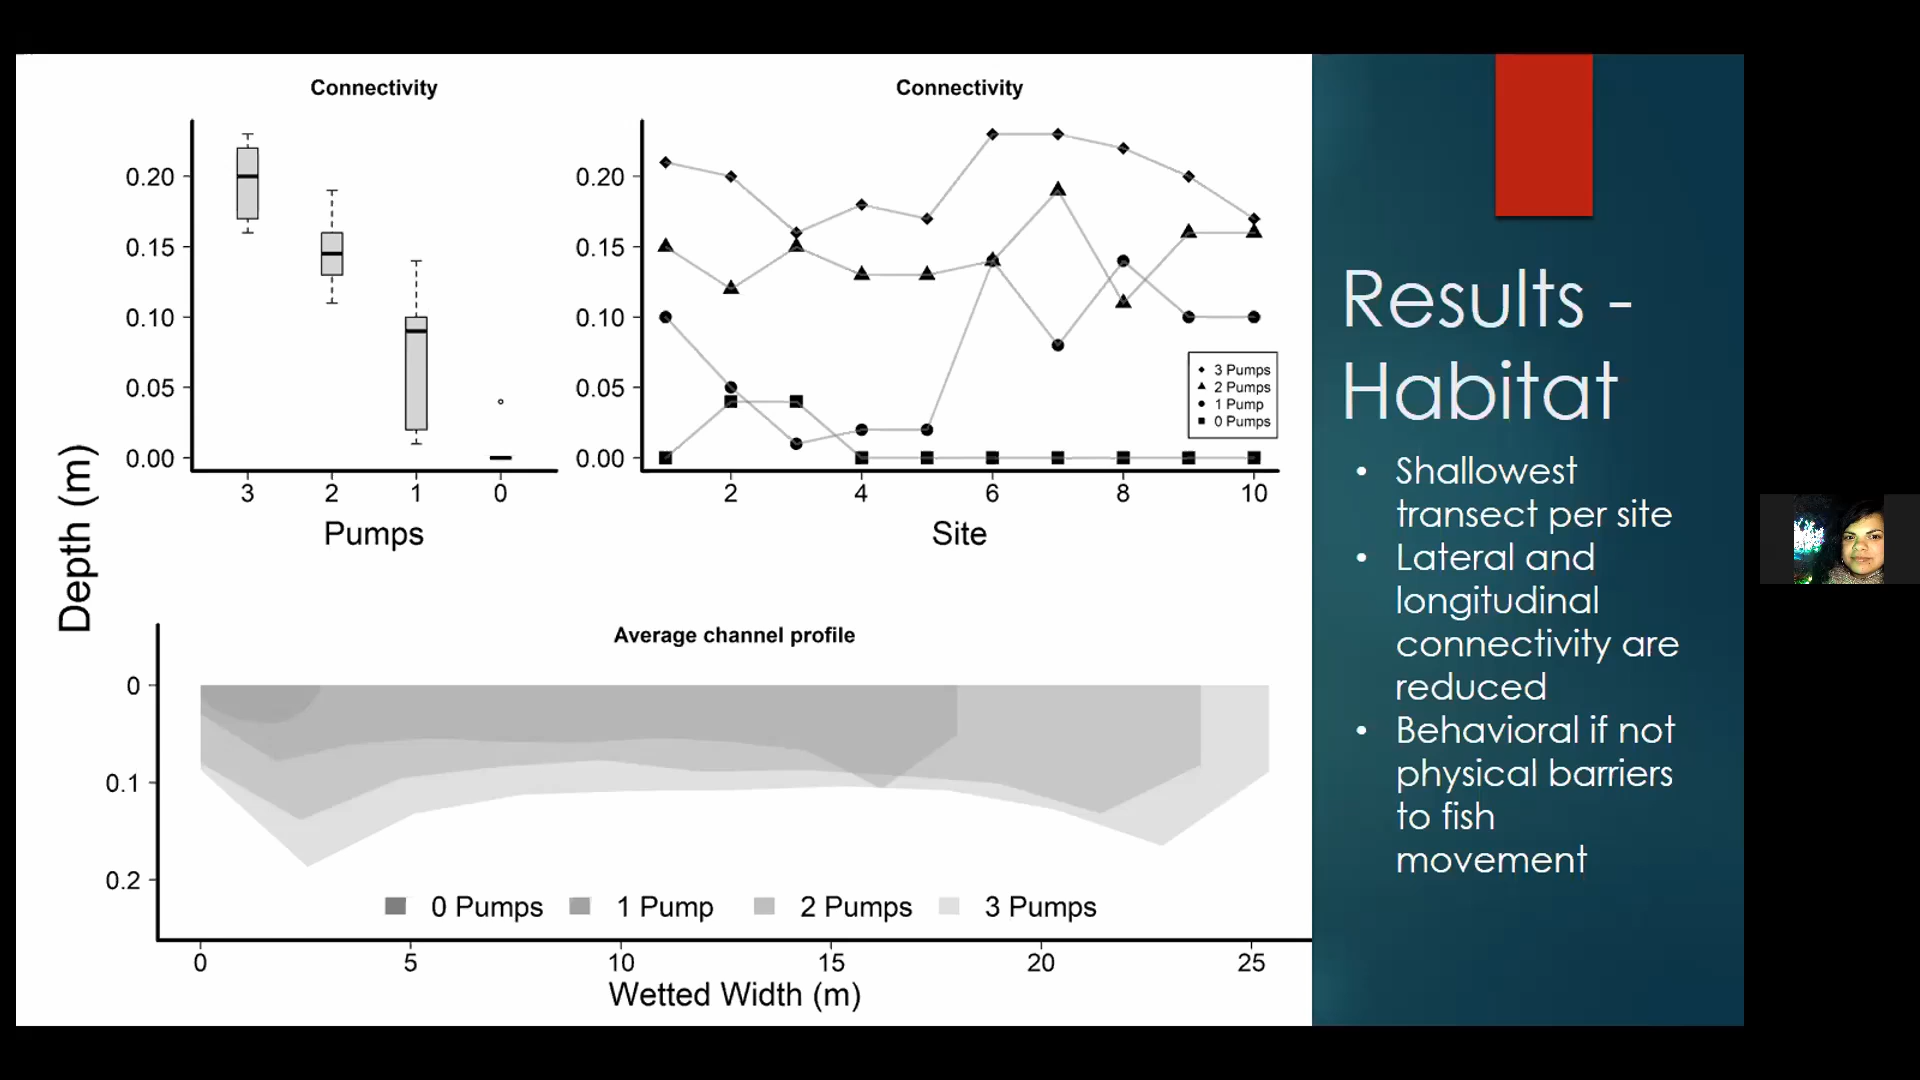 Connectivity
0.20
0.15
0.10
0.05
0.00
3 2 1 0
Pumps
Connectivity
0.20
0.15
0.10
0.05
0.00
2 4 6 8 10
Site
3 Pumps
2 Pumps
1 Pump
0 Pumps
Depth (m)
Average channel profile
0
0.1
0.2
0 Pumps 1 Pump 2 Pumps 3 Pumps
0 5 10 15 20 25
Wetted Width (m)
Results -
Habitat
• Shallowest
transect per site
• Lateral and
longitudinal
connectivity are
reduced
• Behavioral if not
physical barriers
to fish
movement